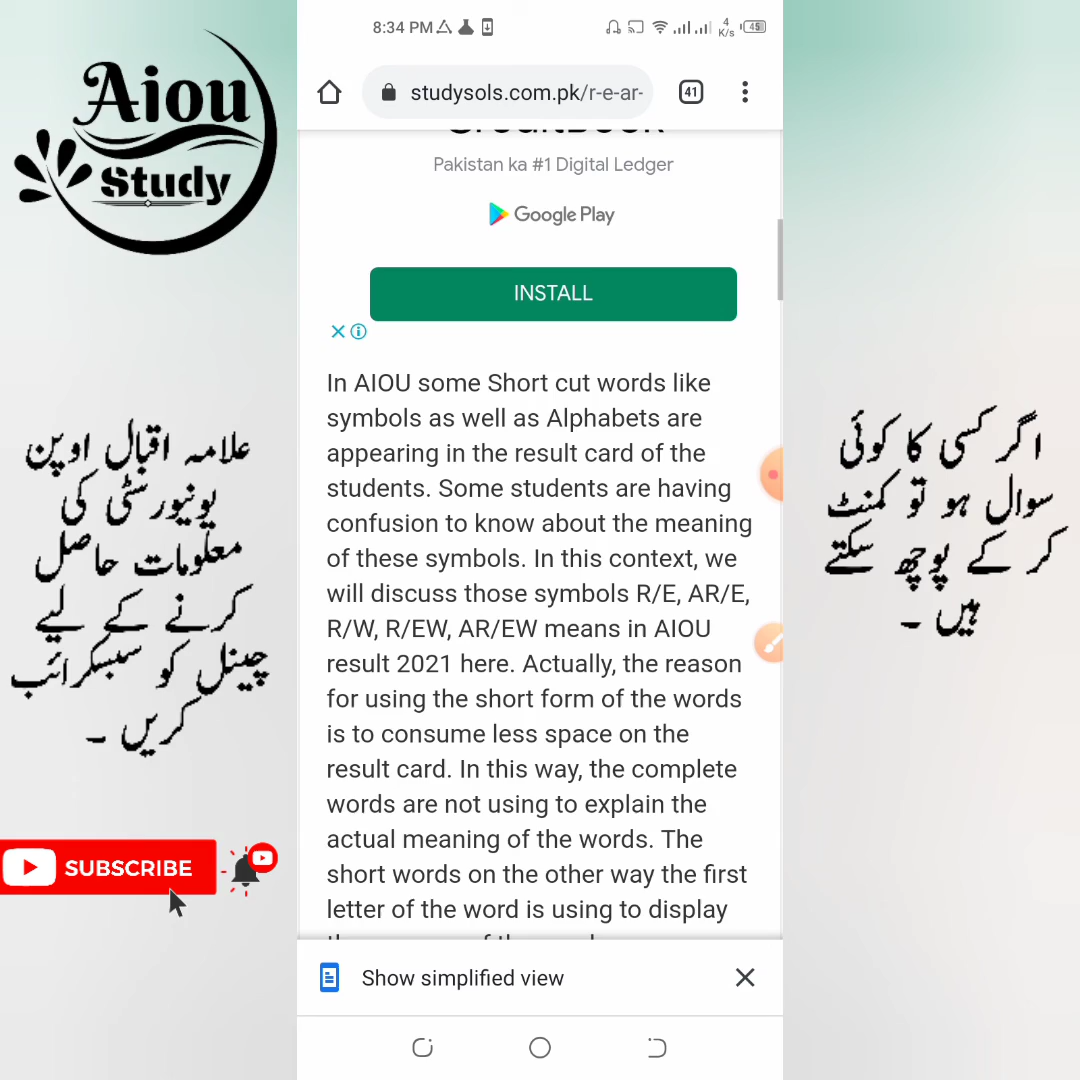 Aiou
Study
علامہ اقبال اوپن
یونیورسٹی کی
معلومات حاصل
کرنے کے لیے
چینل کو سبسکرائب
کریں ۔
SUBSCRIBE
8:34 PM
4
K/s
45
studysols.com.pk/r-e-ar-
41
CreditBook
Pakistan ka #1 Digital Ledger
Google Play
INSTALL
In AIOU some Short cut words like
symbols as well as Alphabets are
appearing in the result card of the
students. Some students are having
confusion to know about the meaning
of these symbols. In this context, we
will discuss those symbols R/E, AR/E,
R/W, R/EW, AR/EW means in AIOU
result 2021 here. Actually, the reason
for using the short form of the words
is to consume less space on the
result card. In this way, the complete
words are not using to explain the
actual meaning of the words. The
short words on the other way the first
letter of the word is using to display
Show simplified view
اگر کسی کا کوئی
سوال ہو تو کمنٹ
کر کے پوچھ سکتے
ہیں ۔